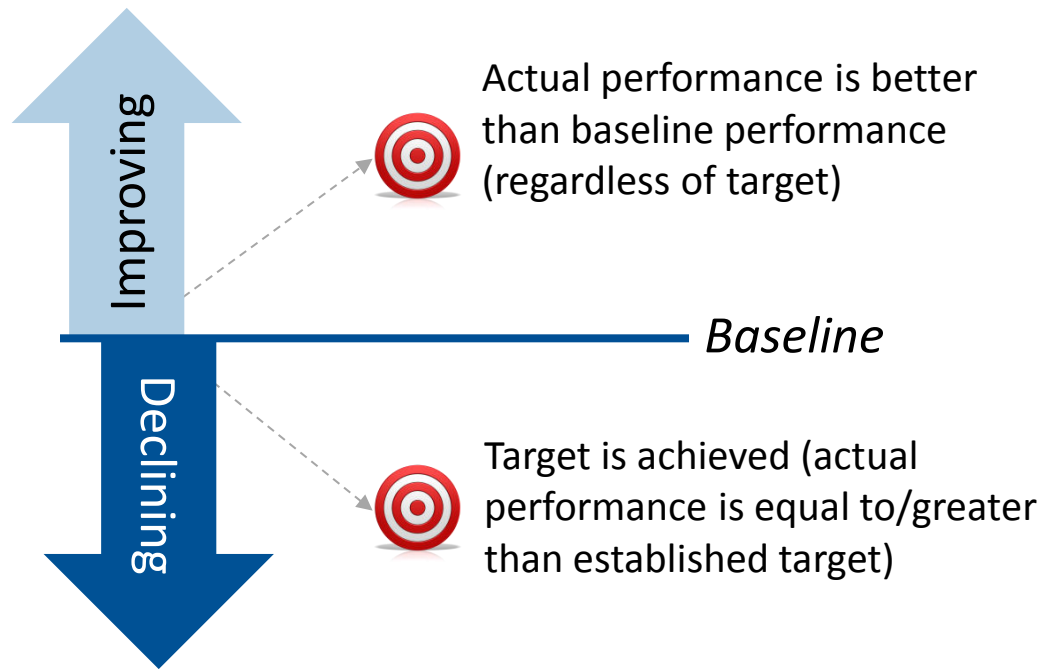 Improving
Actual performance is better
than baseline performance
(regardless of target)
Baseline
Declining
Target is achieved (actual
performance is equal to/greater
than established target)